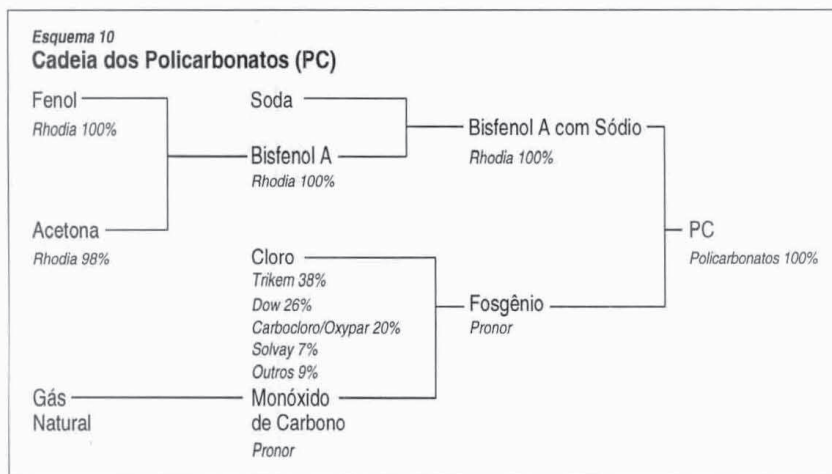 Esquema 10
Cadeia dos Policarbonatos (PC)
Fenol
Rhodia 100%
Soda
Bisfenol A com Sódio
Rhodia 100%
Bisfenol A
Rhodia 100%
Acetona
Rhodia 98%
PC
Policarbonatos 100%
Cloro
Trikem 38%
Dow 26%
Carbocloro/Oxypar 20%
Solvay 7%
Outros 9%
Fosgênio
Pronor
Gás
Natural
Monóxido
de Carbono
Pronor